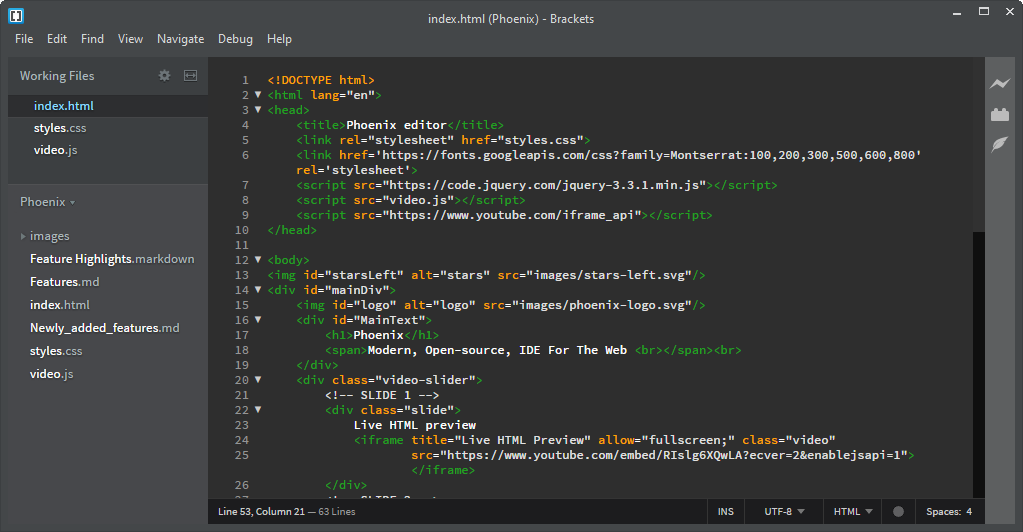 index.html (Phoenix) - Brackets
File Edit Find View Navigate Debug Help
Working Files
index.html
styles.css
video.js
Phoenix
images
Feature Highlights.markdown
Features.md
index.html
Newly_added_features.md
styles.css
video.js
1 <!DOCTYPE html>
2 <html lang="en">
3 <head>
4 <title>Phoenix editor</title>
5 <link rel="stylesheet" href="styles.css">
6 <link href='https://fonts.googleapis.com/css?family=Montserrat:100,200,300,500,600,800'
rel='stylesheet'>
7 <script src="https://code.jquery.com/jquery-3.3.1.min.js"></script>
8 <script src="video.js"></script>
9 <script src="https://www.youtube.com/iframe_api"></script>
10 </head>
11
12 <body>
13 <img id="starsLeft" alt="stars" src="images/stars-left.svg"/>
14 <div id="mainDiv">
15 <img id="logo" alt="logo" src="images/phoenix-logo.svg"/>
16 <div id="MainText">
17 <h1>Phoenix</h1>
18 <span>Modern, Open-source, IDE For The Web <br></span><br>
19 </div>
20 <div class="video-slider">
21 <!-- SLIDE 1 -->
22 <div class="slide">
23 Live HTML preview
24 <iframe title="Live HTML Preview" allow="fullscreen;" class="video"
25 src="https://www.youtube.com/embed/RIslg6XQwLA?ecver=2&enablejsapi=1">
</iframe>
26 </div>
Line 53, Column 21 — 63 Lines
INS UTF-8 HTML Spaces: 4